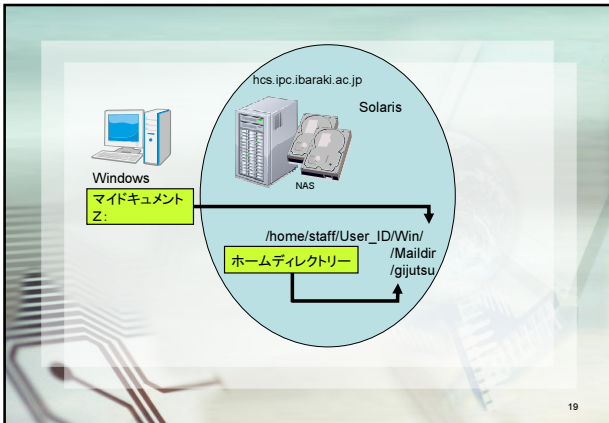 hcs.ipc.ibaraki.ac.jp
Solaris
NAS
Windows
マイドキュメント
Z:
/home/staff/User_ID/Win/
/Maildir
/gijutsu
ホームディレクトリー
19